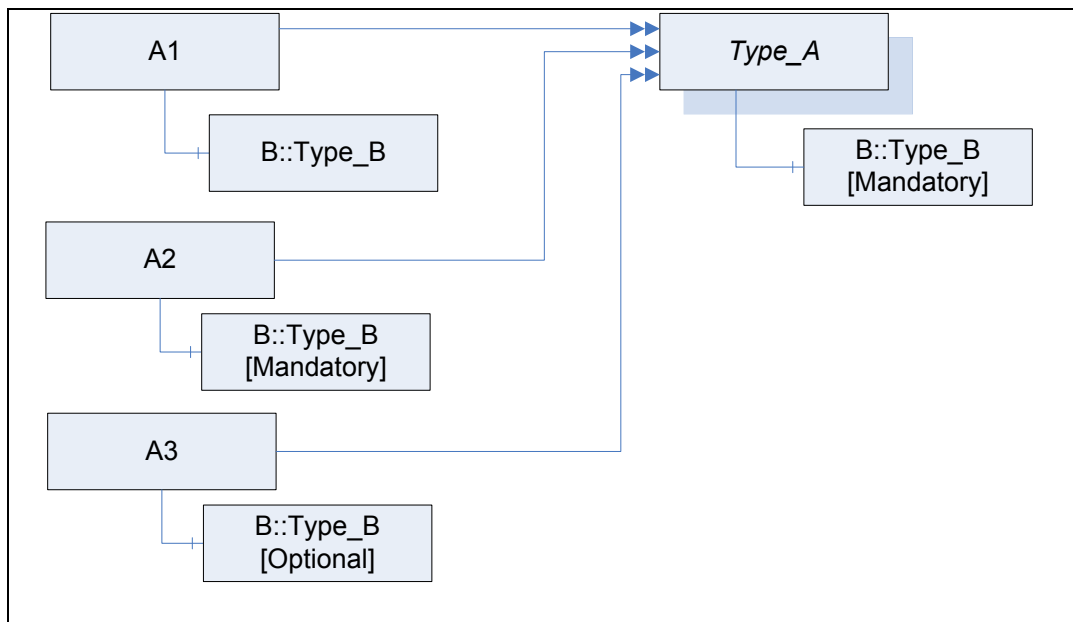 A1
Type_A
B::Type_B
B::Type_B
[Mandatory]
A2
B::Type_B
[Mandatory]
A3
B::Type_B
[Optional]